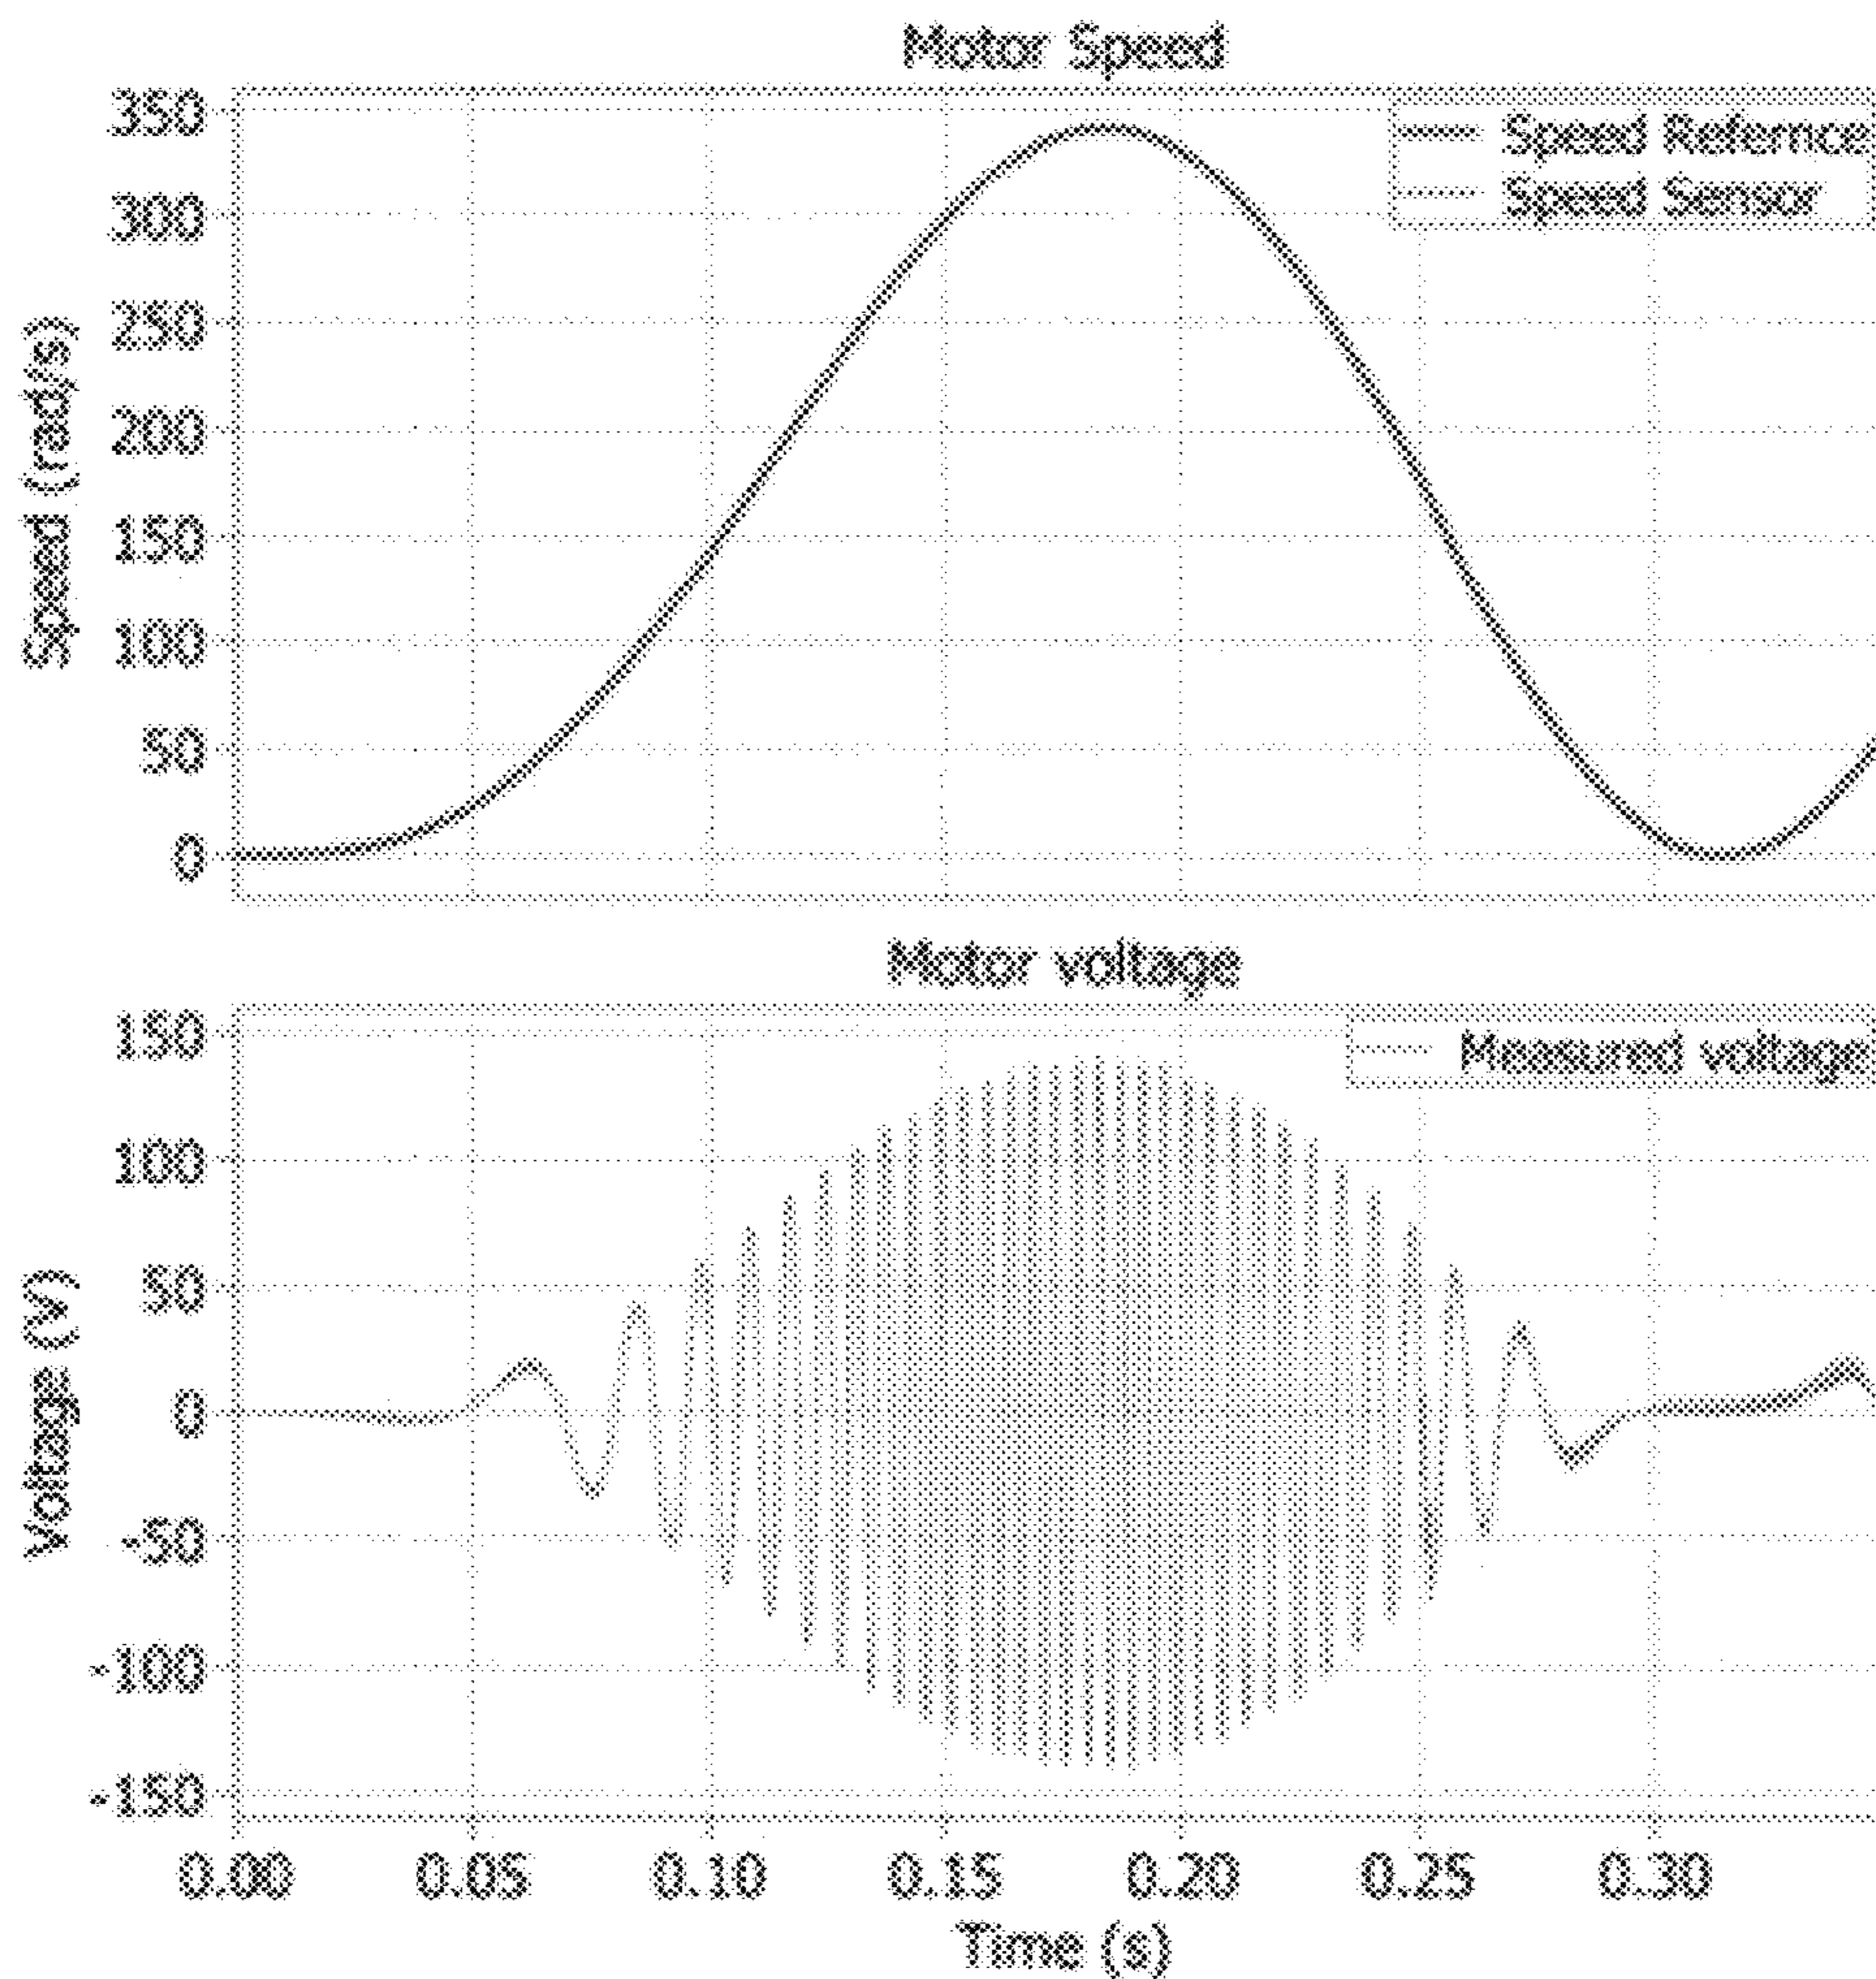 Motor Speed
350
300
250
200
150
100
50
0
Speed (rad/s)
Speed Refernce
Speed Sensor
Motor voltage
150
100
50
0
-50
-100
-150
Voltage (V)
Measured voltage
0.00 0.05 0.10 0.15 0.20 0.25 0.30
Time (s)